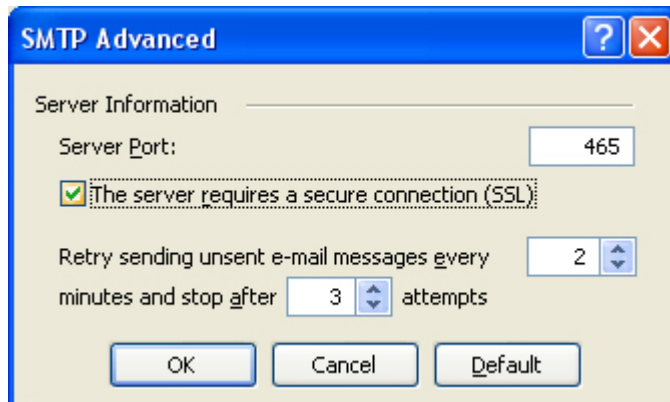 SMTP Advanced
Server Information
Server Port: 465
The server requires a secure connection (SSL)
Retry sending unsent e-mail messages every 2
minutes and stop after 3 attempts
OK Cancel Default